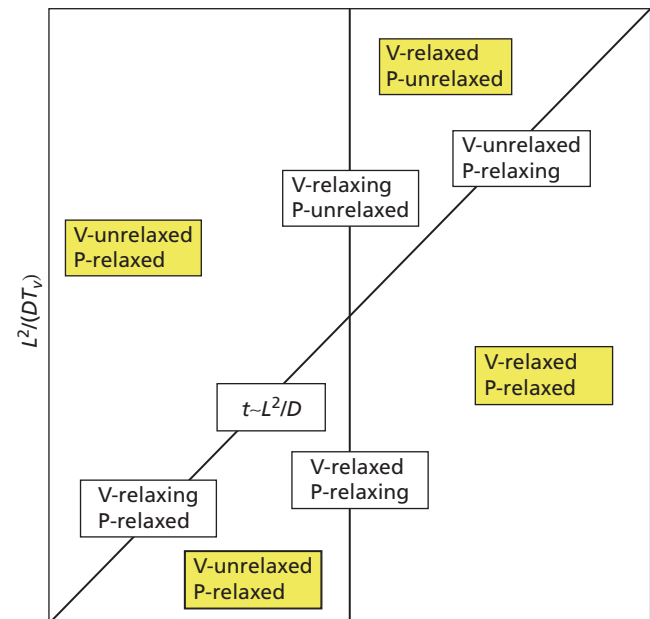 V-relaxed
P-unrelaxed
V-unrelaxed
P-relaxing
V-relaxing
P-unrelaxed
V-unrelaxed
P-relaxed
L²/(DTᵥ)
V-relaxed
P-relaxed
t~L²/D
V-relaxed
P-relaxing
V-relaxing
P-relaxed
V-unrelaxed
P-relaxed